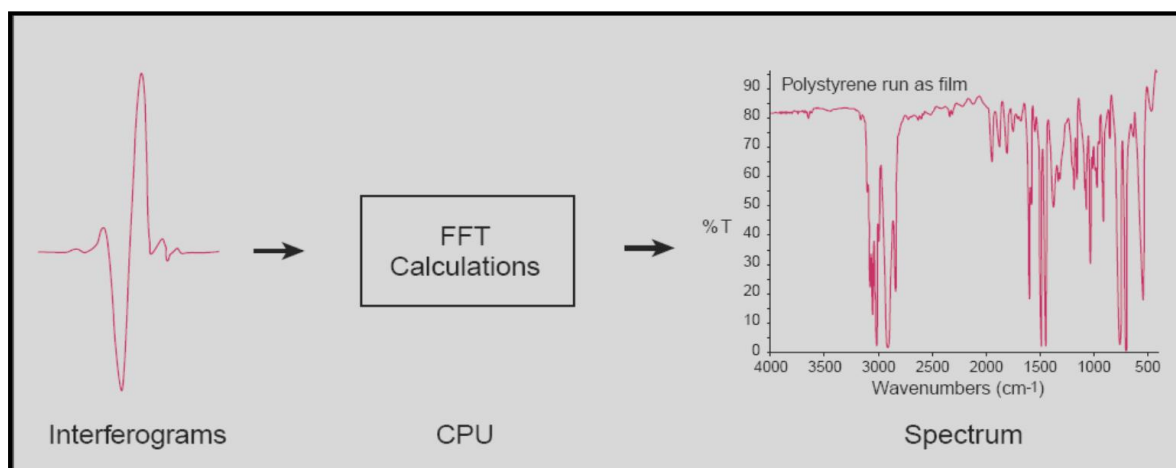 Polystyrene run as film
90
80
70
60
50
40
30
20
10
0
%T
4000 3500 3000 2500 2000 1500 1000 500
Wavenumbers (cm-1)
FFT
Calculations
Interferograms
CPU
Spectrum